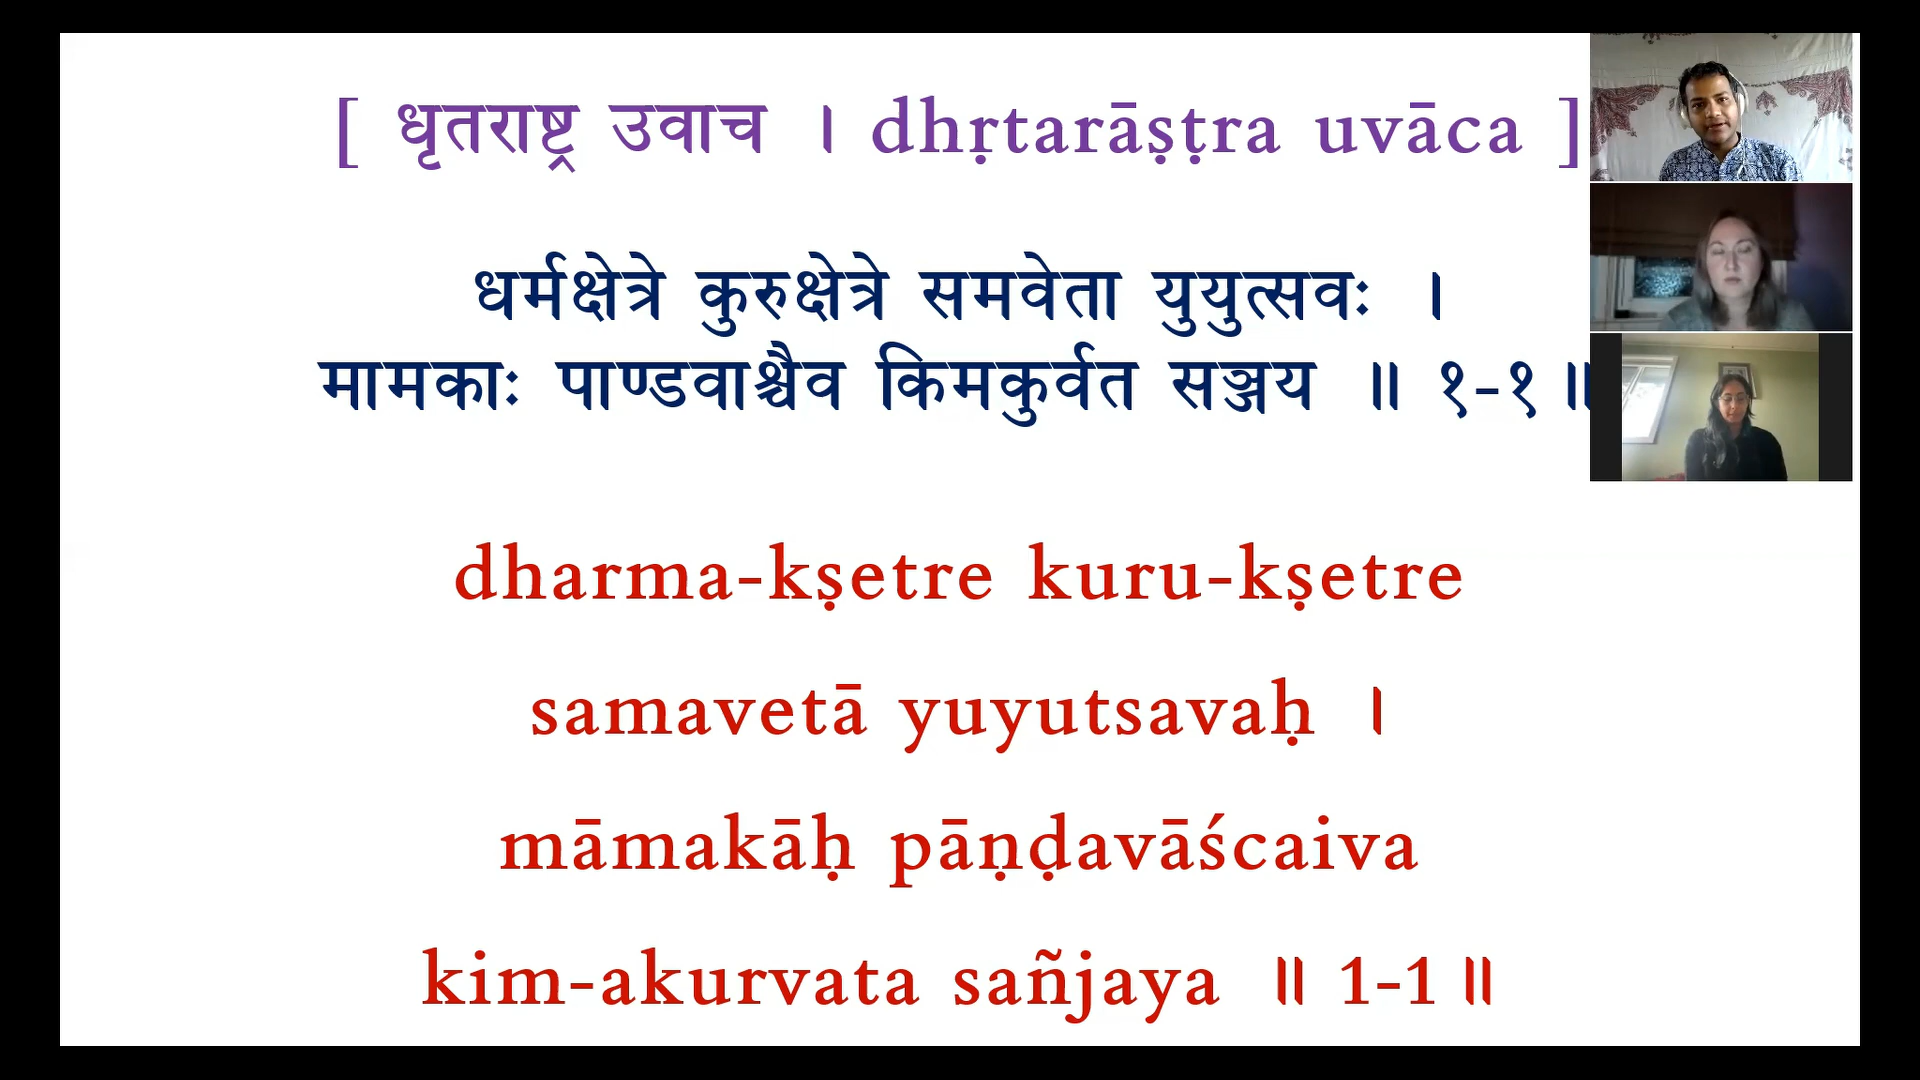 [ धृतराष्ट्र उवाच । dhṛtarāṣṭra uvāca ]
धर्मक्षेत्रे कुरुक्षेत्रे समवेता युयुत्सवः ।
मामकाः पाण्डवाश्चैव किमकुर्वत सञ्जय ॥ १-१ ॥
dharma-kṣetre kuru-kṣetre
samavetā yuyutsavaḥ ।
māmakāḥ pāṇḍavāścaiva
kim-akurvata sañjaya ॥ 1-1 ॥